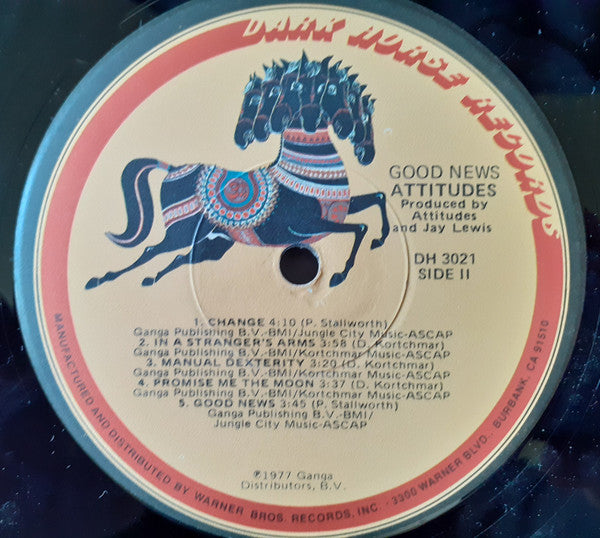 DARK HORSE RECORDS
GOOD NEWS
ATTITUDES
Produced by
Attitudes
and Jay Lewis
DH 3021
SIDE II
1. CHANGE 4:10 (P. Stallworth)
Ganga Publishing B.V.-BMI/Jungle City Music-ASCAP
2. IN A STRANGER'S ARMS 3:58 (D. Kortchmar)
Ganga Publishing B.V.-BMI/Kortchmar Music-ASCAP
3. MANUAL DEXTERITY 3:20 (D. Kortchmar)
Ganga Publishing B.V.-BMI/Kortchmar Music-ASCAP
4. PROMISE ME THE MOON 3:37 (D. Kortchmar)
Ganga Publishing B.V.-BMI/Kortchmar Music-ASCAP
5. GOOD NEWS 3:45 (P. Stallworth)
Ganga Publishing B.V.-BMI/
Jungle City Music-ASCAP
℗1977 Ganga
Distributors, B.V.
MANUFACTURED AND DISTRIBUTED BY WARNER BROS. RECORDS, INC. · 3300 WARNER BLVD., BURBANK, CA 91510